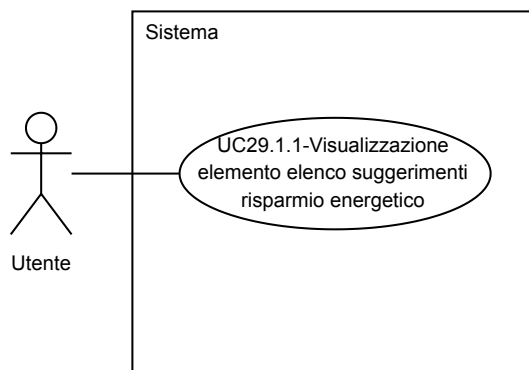 Sistema
UC29.1.1-Visualizzazione
elemento elenco suggerimenti
risparmio energetico
Utente